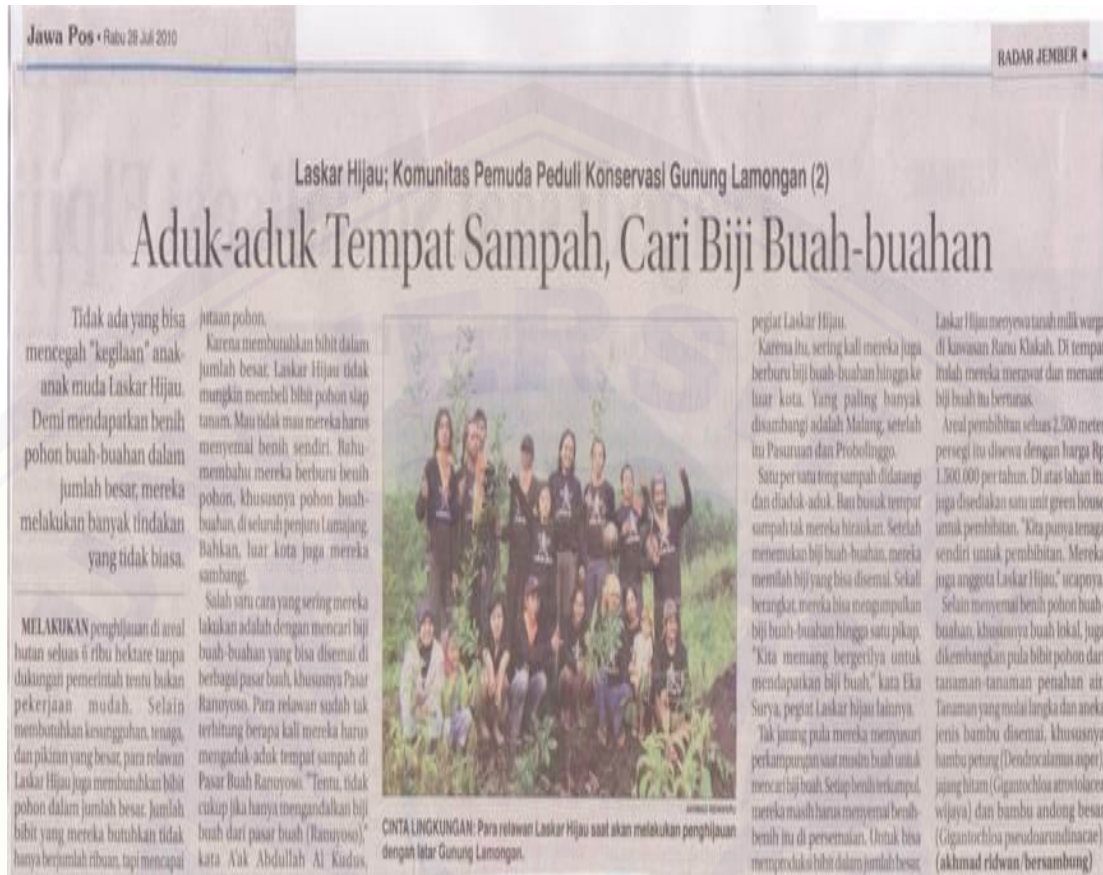 Jawa Pos • Rabu 28 Juli 2010
RADAR JEMBER •
Laskar Hijau; Komunitas Pemuda Peduli Konservasi Gunung Lamongan (2)
Aduk-aduk Tempat Sampah, Cari Biji Buah-buahan
Tidak ada yang bisa
mencegah "kegilaan" anak-
anak muda Laskar Hijau.
Demi mendapatkan benih
pohon buah-buahan dalam
jumlah besar, mereka
melakukan banyak tindakan
yang tidak biasa.
MELAKUKAN penghijauan di areal
hutan seluas 6 ribu hektare tanpa
dukungan pemerintah tentu bukan
pekerjaan mudah. Selain
membutuhkan kesungguhan, tenaga,
dan pikiran yang besar, para relawan
Laskar Hijau juga membutuhkan bibit
pohon dalam jumlah besar. Jumlah
bibit yang mereka butuhkan tidak
hanya berjumlah ribuan, tapi mencapai
jutaan pohon.
Karena membutuhkan bibit dalam
jumlah besar, Laskar Hijau tidak
mungkin membeli bibit pohon siap
tanam. Mau tidak mau mereka harus
menyemai benih sendiri. Bahu-
membahu mereka berburu benih
pohon, khususnya pohon buah-
buahan, di seluruh penjuru Lumajang.
Bahkan, luar kota juga mereka
sambangi.
Salah satu cara yang sering mereka
lakukan adalah dengan mencari biji
buah-buahan yang bisa disemai di
berbagai pasar buah, khususnya Pasar
Ranuyoso. Para relawan sudah tak
terhitung berapa kali mereka harus
mengaduk-aduk tempat sampah di
Pasar Buah Ranuyoso. "Tentu, tidak
cukup jika hanya mengandalkan biji
buah dari pasar buah (Ranuyoso),"
kata A'ak Abdullah Al Kudus,
CINTA LINGKUNGAN: Para relawan Laskar Hijau saat akan melakukan penghijauan
dengan latar Gunung Lamongan.
pegiat Laskar Hijau.
Karena itu, sering kali mereka juga
berburu biji buah-buahan hingga ke
luar kota. Yang paling banyak
disambangi adalah Malang, setelah
itu Pasuruan dan Probolinggo.
Satu per satu tong sampah didatangi
dan diaduk-aduk. Bau busuk tempat
sampah tak mereka hiraukan. Setelah
menemukan biji buah-buahan, mereka
memilah biji yang bisa disemai. Sekali
berangkat, mereka bisa mengumpulkan
biji buah-buahan hingga satu pikap.
"Kita memang bergerilya untuk
mendapatkan biji buah," kata Eka
Surya, pegiat Laskar hijau lainnya.
Tak jarang pula mereka menyusuri
perkampungan saat musim buah untuk
mencari biji buah. Setiap benih terkumpul,
mereka masih harus menyemai benih-
benih itu di persemaian. Untuk bisa
memproduksi bibit dalam jumlah besar,
Laskar Hijau menyewa tanah milik warga
di kawasan Ranu Klakah. Di tempat
itulah mereka merawat dan menanti
biji buah itu bertunas.
Areal pembibitan seluas 2.500 meter
persegi itu disewa dengan harga Rp
1.500.000 per tahun. Di atas lahan itu
juga disediakan satu unit green house
untuk pembibitan. "Kita punya tenaga
sendiri untuk pembibitan. Mereka
juga anggota Laskar Hijau," ucapnya.
Selain menyemai benih pohon buah-
buahan, khususnya buah lokal, juga
dikembangkan pula bibit pohon dan
tanaman-tanaman penahan air.
Tanaman yang mulai langka dan aneka
jenis bambu disemai, khususnya
bambu petung (Dendrocalamus asper),
jajang hitam (Gigantochloa atroviolacea
wijaya) dan bambu andong besar
(Gigantochloa pseudoarundinacae)
(akhmad ridwan/bersambung)